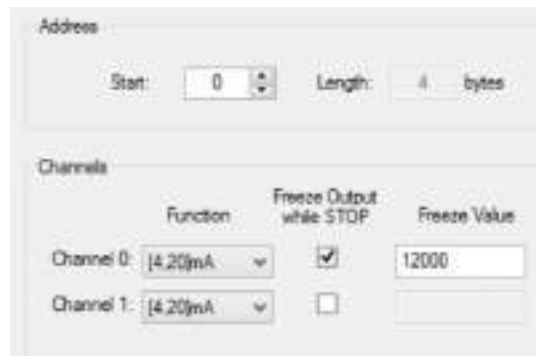 Address
Start: 0 Length: 4 bytes
Channels
Function Freeze Output while STOP Freeze Value
Channel 0: [4,20]mA 12000
Channel 1: [4,20]mA